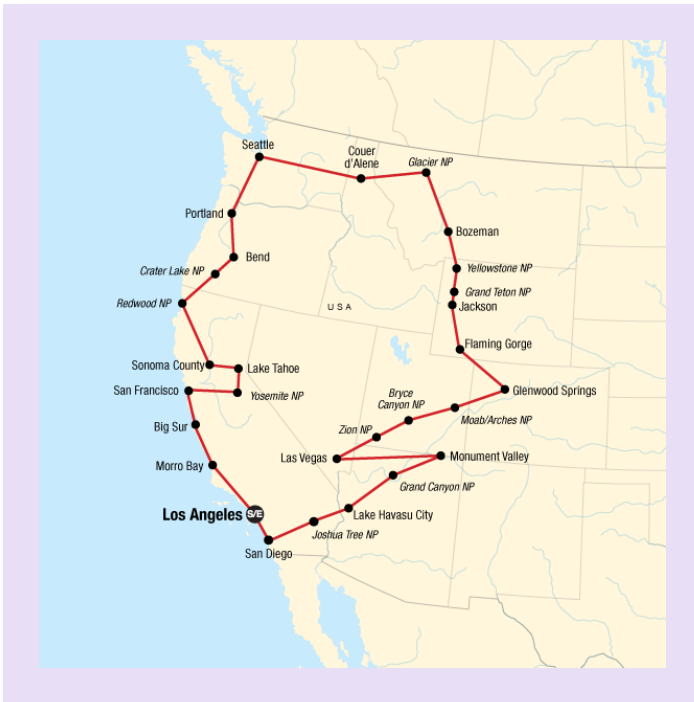 Seattle
Couer
d'Alene
Glacier NP
Portland
Bozeman
Bend
Crater Lake NP
Yellowstone NP
Grand Teton NP
Redwood NP
Jackson
USA
Flaming Gorge
Sonoma County
Lake Tahoe
San Francisco
Yosemite NP
Glenwood Springs
Bryce
Canyon NP
Moab/Arches NP
Big Sur
Zion NP
Las Vegas
Monument Valley
Morro Bay
Grand Canyon NP
Los Angeles S/E
Lake Havasu City
Joshua Tree NP
San Diego